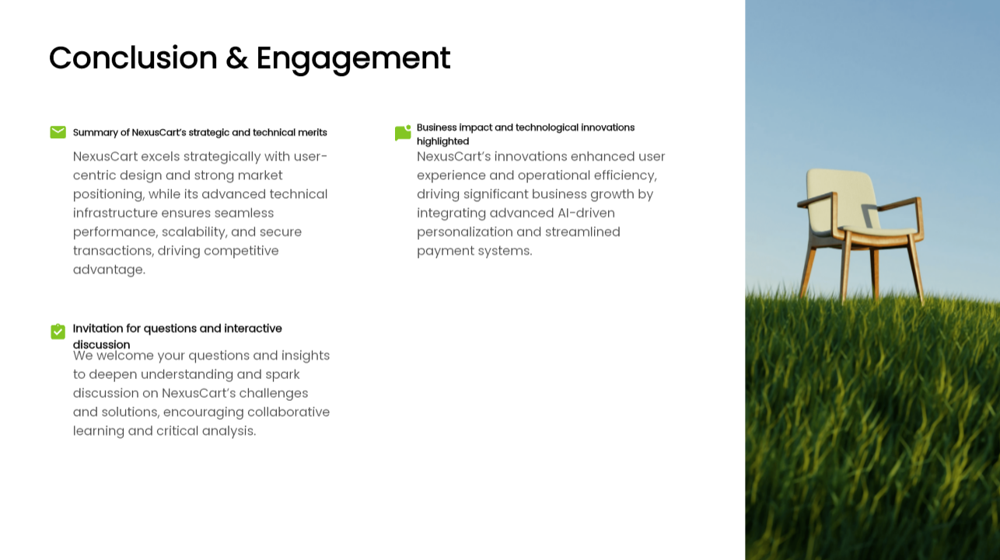 Conclusion & Engagement
Summary of NexusCart’s strategic and technical merits
NexusCart excels strategically with user-
centric design and strong market
positioning, while its advanced technical
infrastructure ensures seamless
performance, scalability, and secure
transactions, driving competitive
advantage.
Business impact and technological innovations
highlighted
NexusCart’s innovations enhanced user
experience and operational efficiency,
driving significant business growth by
integrating advanced AI-driven
personalization and streamlined
payment systems.
Invitation for questions and interactive
discussion
We welcome your questions and insights
to deepen understanding and spark
discussion on NexusCart’s challenges
and solutions, encouraging collaborative
learning and critical analysis.